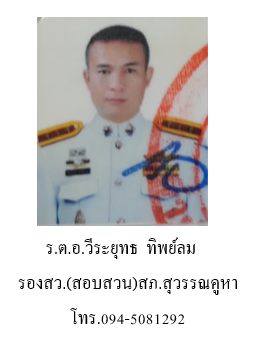 ร.ต.อ.วีระยุทธ ทิพย์ลม
รองสว.(สอบสวน)สภ.สุวรรณคูหา
โทร.094-5081292